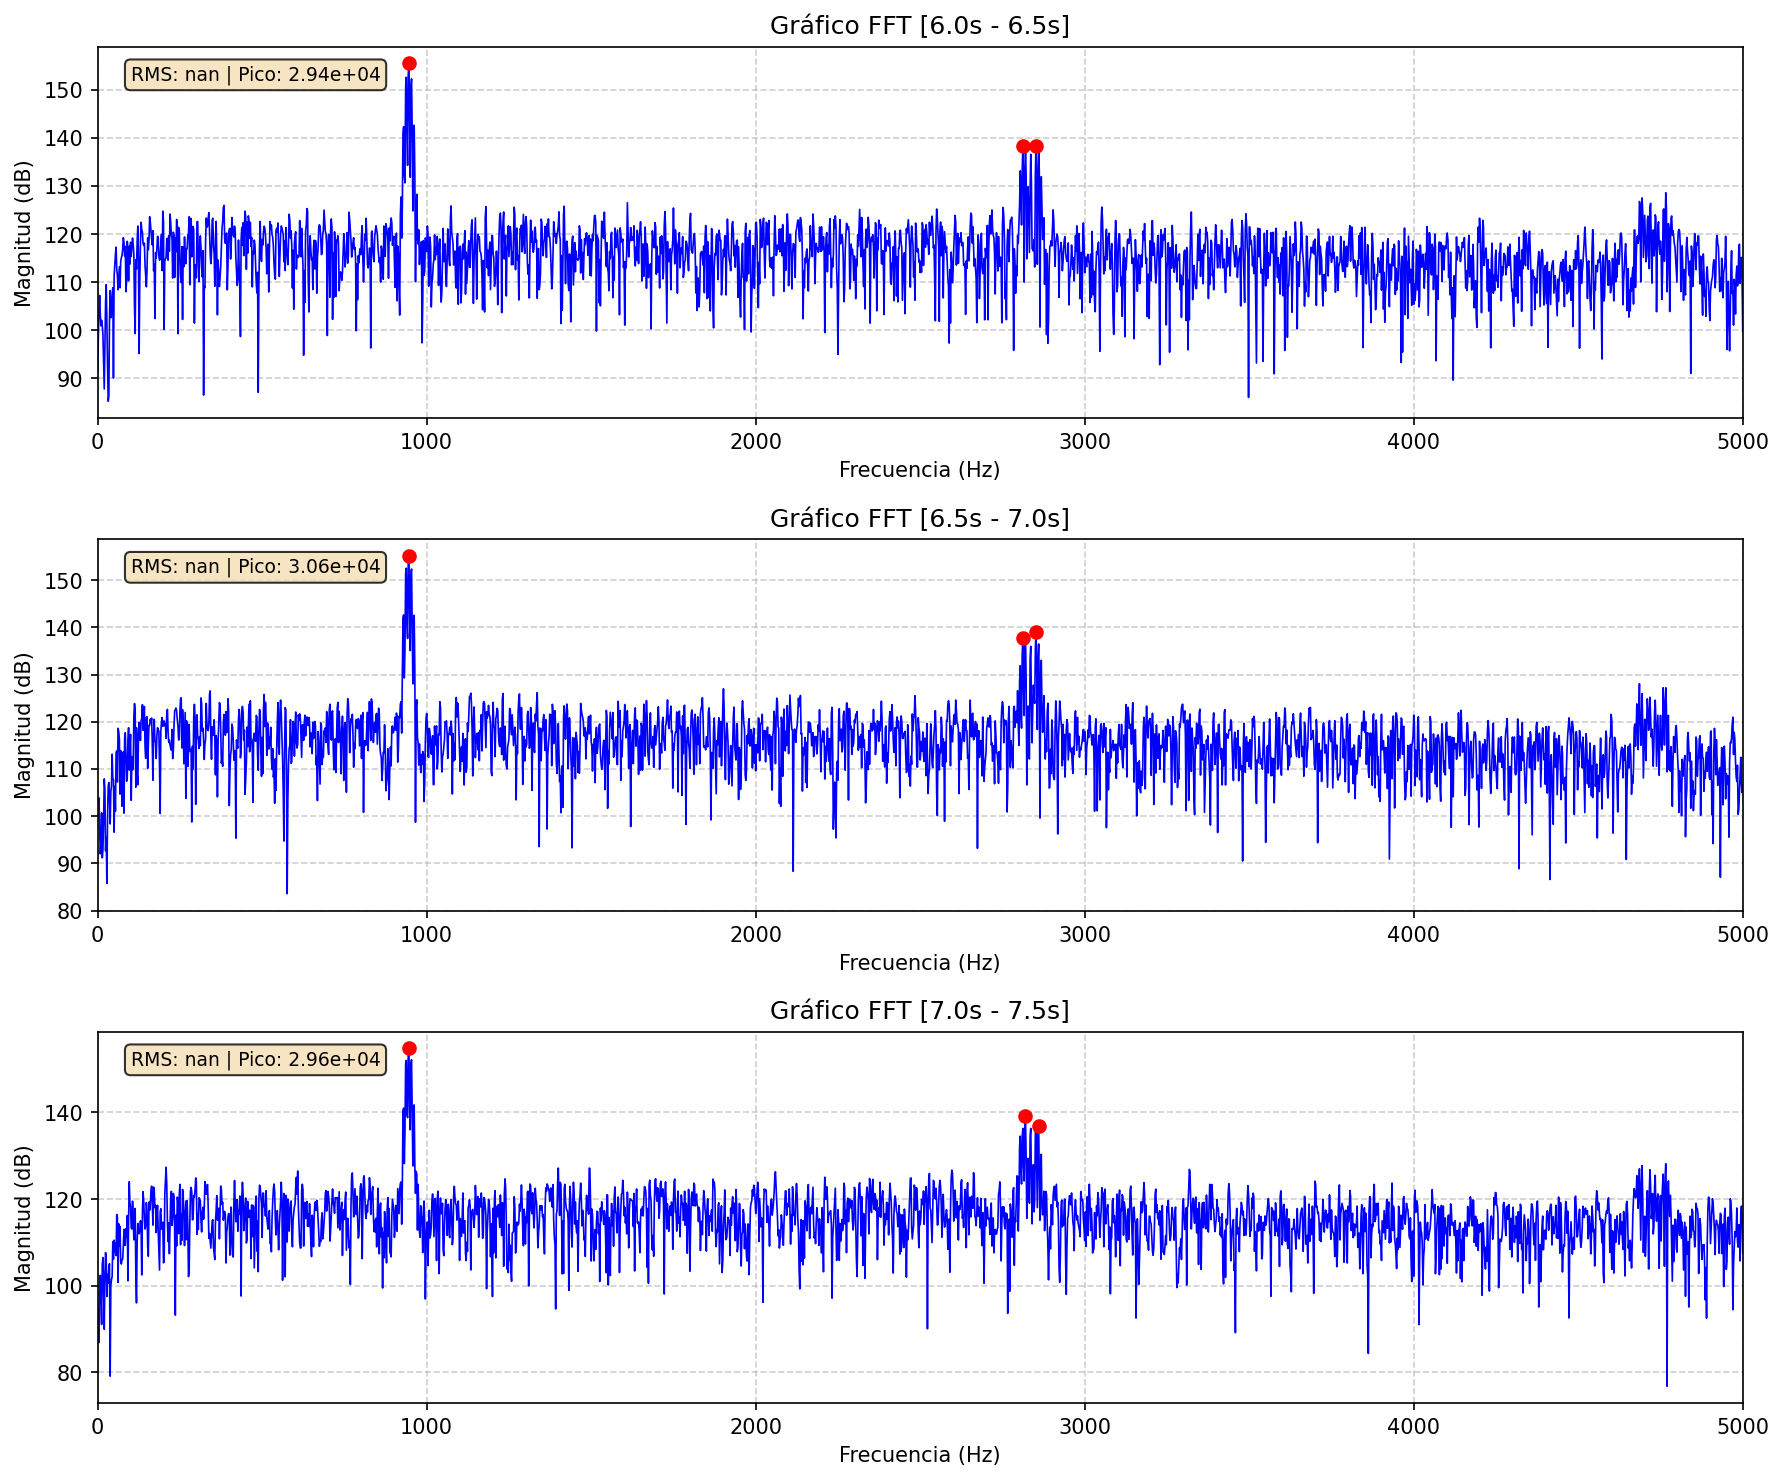 Gráfico FFT [6.0s - 6.5s]
RMS: nan | Pico: 2.94e+04
Magnitud (dB)
150
140
130
120
110
100
90
0 1000 2000 3000 4000 5000
Frecuencia (Hz)
Gráfico FFT [6.5s - 7.0s]
RMS: nan | Pico: 3.06e+04
Magnitud (dB)
150
140
130
120
110
100
90
80
0 1000 2000 3000 4000 5000
Frecuencia (Hz)
Gráfico FFT [7.0s - 7.5s]
RMS: nan | Pico: 2.96e+04
Magnitud (dB)
140
120
100
80
0 1000 2000 3000 4000 5000
Frecuencia (Hz)